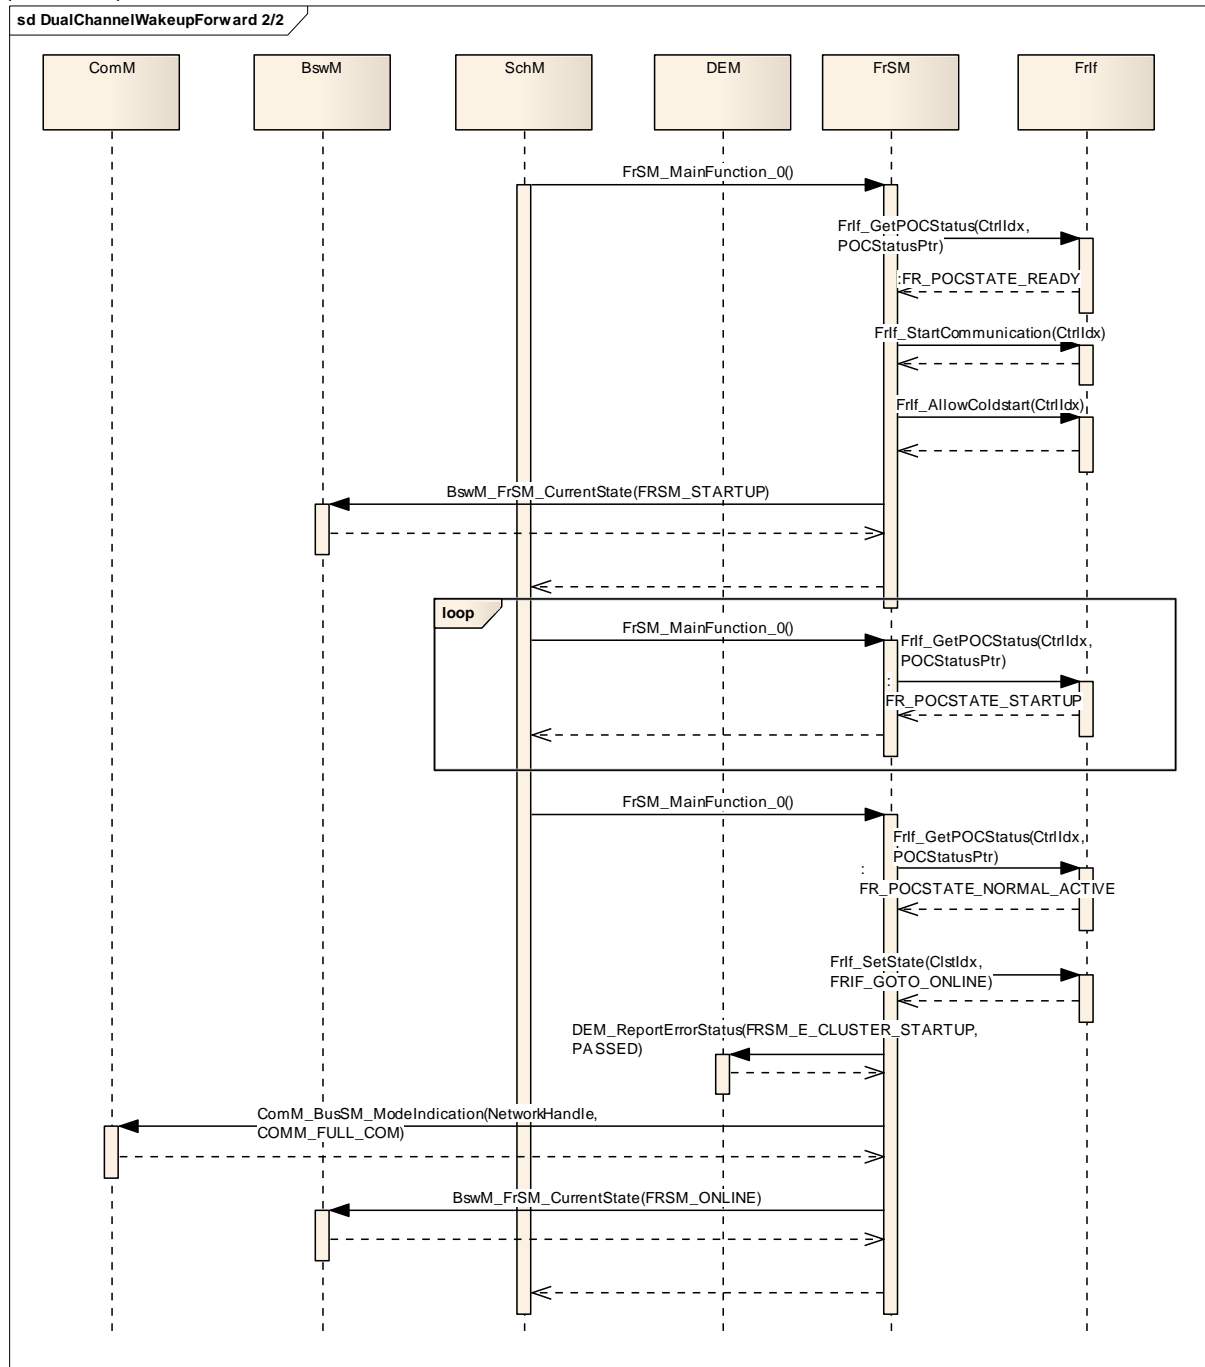 sd DualChannelWakeupForward 2/2
ComM
BswM
SchM
DEM
FrSM
FrIf
FrSM_MainFunction_0()
FrIf_GetPOCStatus(CtrlIdx,
POCStatusPtr)
:FR_POCSTATE_READY
FrIf_StartCommunication(CtrlIdx)
FrIf_AllowColdstart(CtrlIdx)
BswM_FrSM_CurrentState(FRSM_STARTUP)
loop
FrSM_MainFunction_0()
FrIf_GetPOCStatus(CtrlIdx,
POCStatusPtr)
:
FR_POCSTATE_STARTUP
FrSM_MainFunction_0()
FrIf_GetPOCStatus(CtrlIdx,
POCStatusPtr)
:
FR_POCSTATE_NORMAL_ACTIVE
FrIf_SetState(ClstIdx,
FRIF_GOTO_ONLINE)
DEM_ReportErrorStatus(FRSM_E_CLUSTER_STARTUP,
PASSED)
ComM_BusSM_ModeIndication(NetworkHandle,
COMM_FULL_COM)
BswM_FrSM_CurrentState(FRSM_ONLINE)